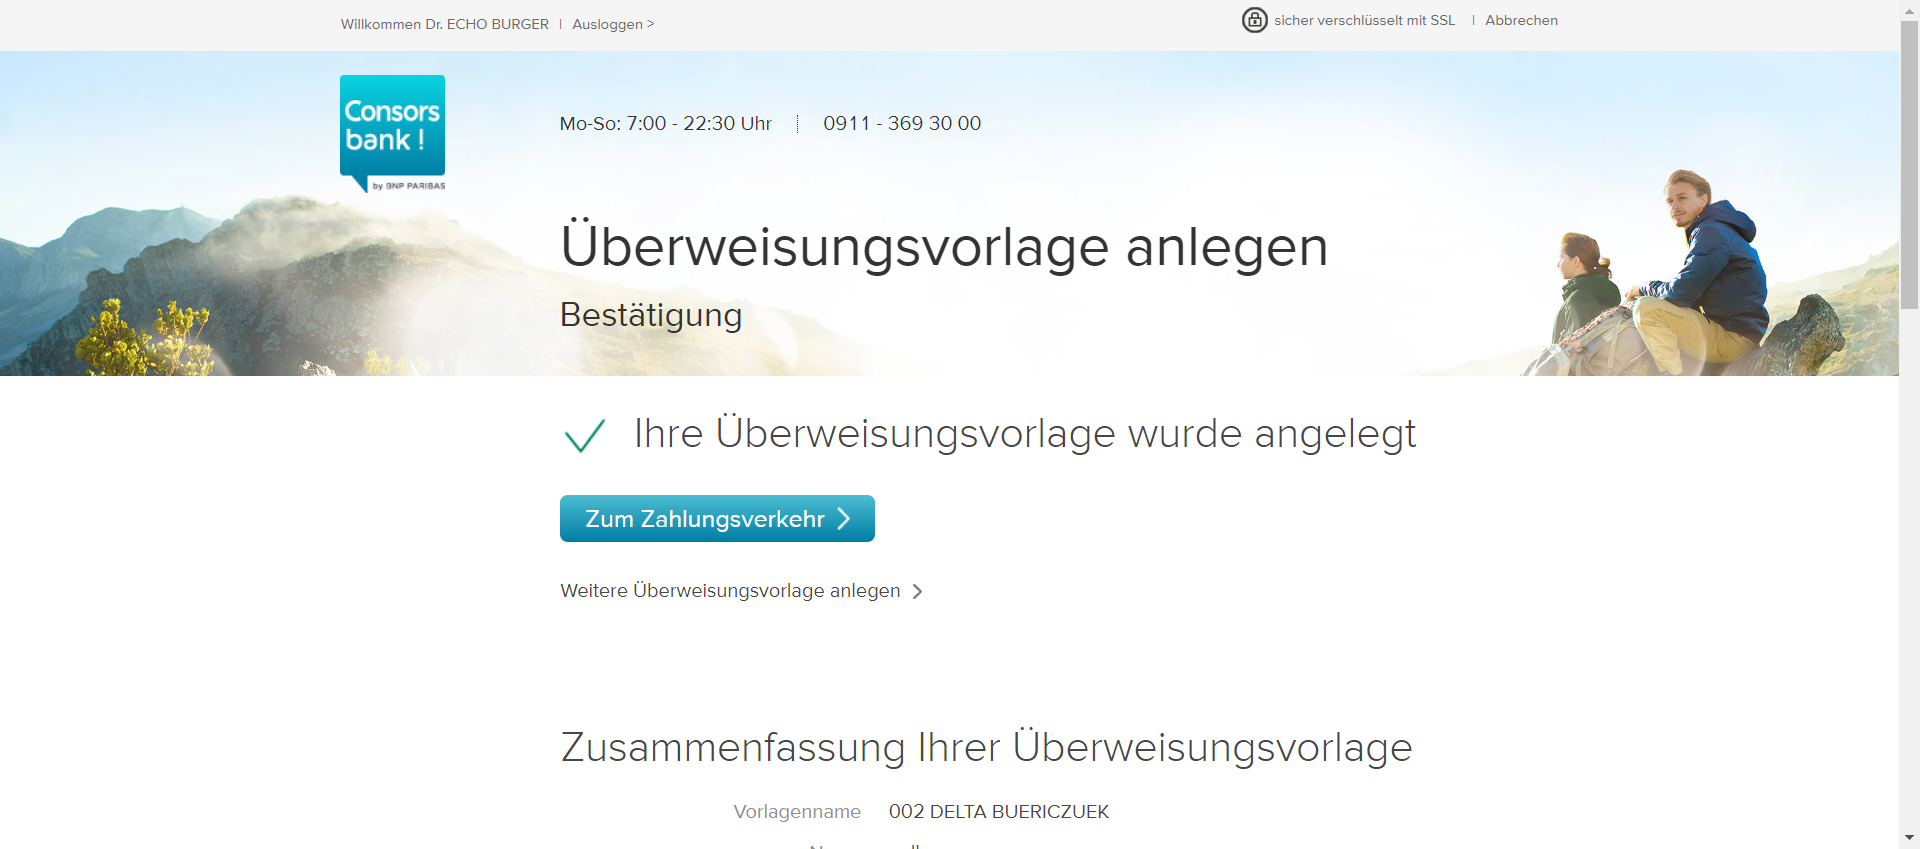 Willkommen Dr. ECHO BURGER | Ausloggen >
sicher verschlüsselt mit SSL | Abbrechen
Consors
bank !
by BNP PARIBAS
Mo-So: 7:00 - 22:30 Uhr | 0911 - 369 30 00
Überweisungsvorlage anlegen
Bestätigung
Ihre Überweisungsvorlage wurde angelegt
Zum Zahlungsverkehr
Weitere Überweisungsvorlage anlegen
Zusammenfassung Ihrer Überweisungsvorlage
Vorlagenname 002 DELTA BUERICZUEK